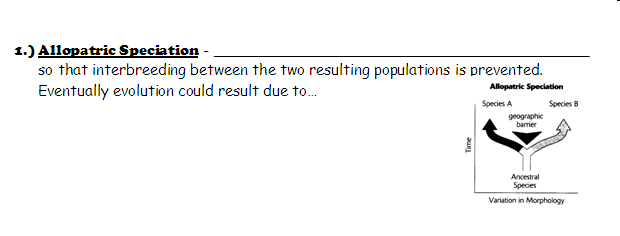 1.) Allopatric Speciation - ____________________
so that interbreeding between the two resulting populations is prevented.
Eventually evolution could result due to…
Allopatric Speciation
Species A
Species B
geographic
barrier
Time
Ancestral
Species
Variation in Morphology